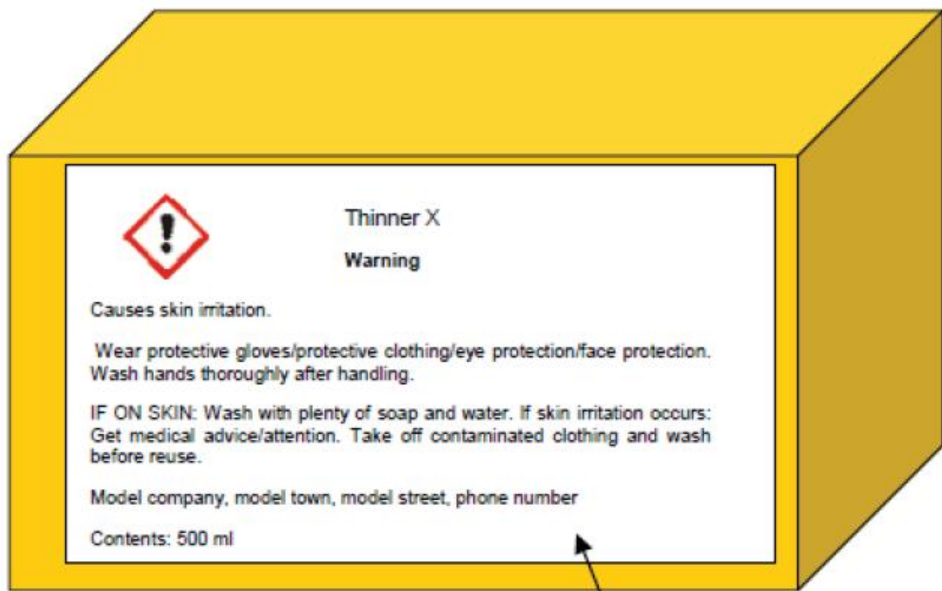 Thinner X
Warning
Causes skin irritation.
Wear protective gloves/protective clothing/eye protection/face protection.
Wash hands thoroughly after handling.
IF ON SKIN: Wash with plenty of soap and water. If skin irritation occurs:
Get medical advice/attention. Take off contaminated clothing and wash
before reuse.
Model company, model town, model street, phone number
Contents: 500 ml